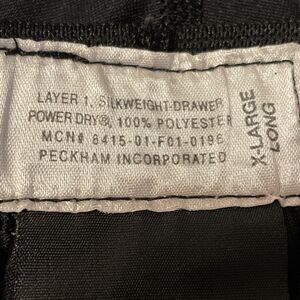 LAYER 1, SILKWEIGHT-DRAWER
POWER DRY®, 100% POLYESTER
MCN# 8415-01-F01-0196
PECKHAM INCORPORATED
X-LARGE
LONG